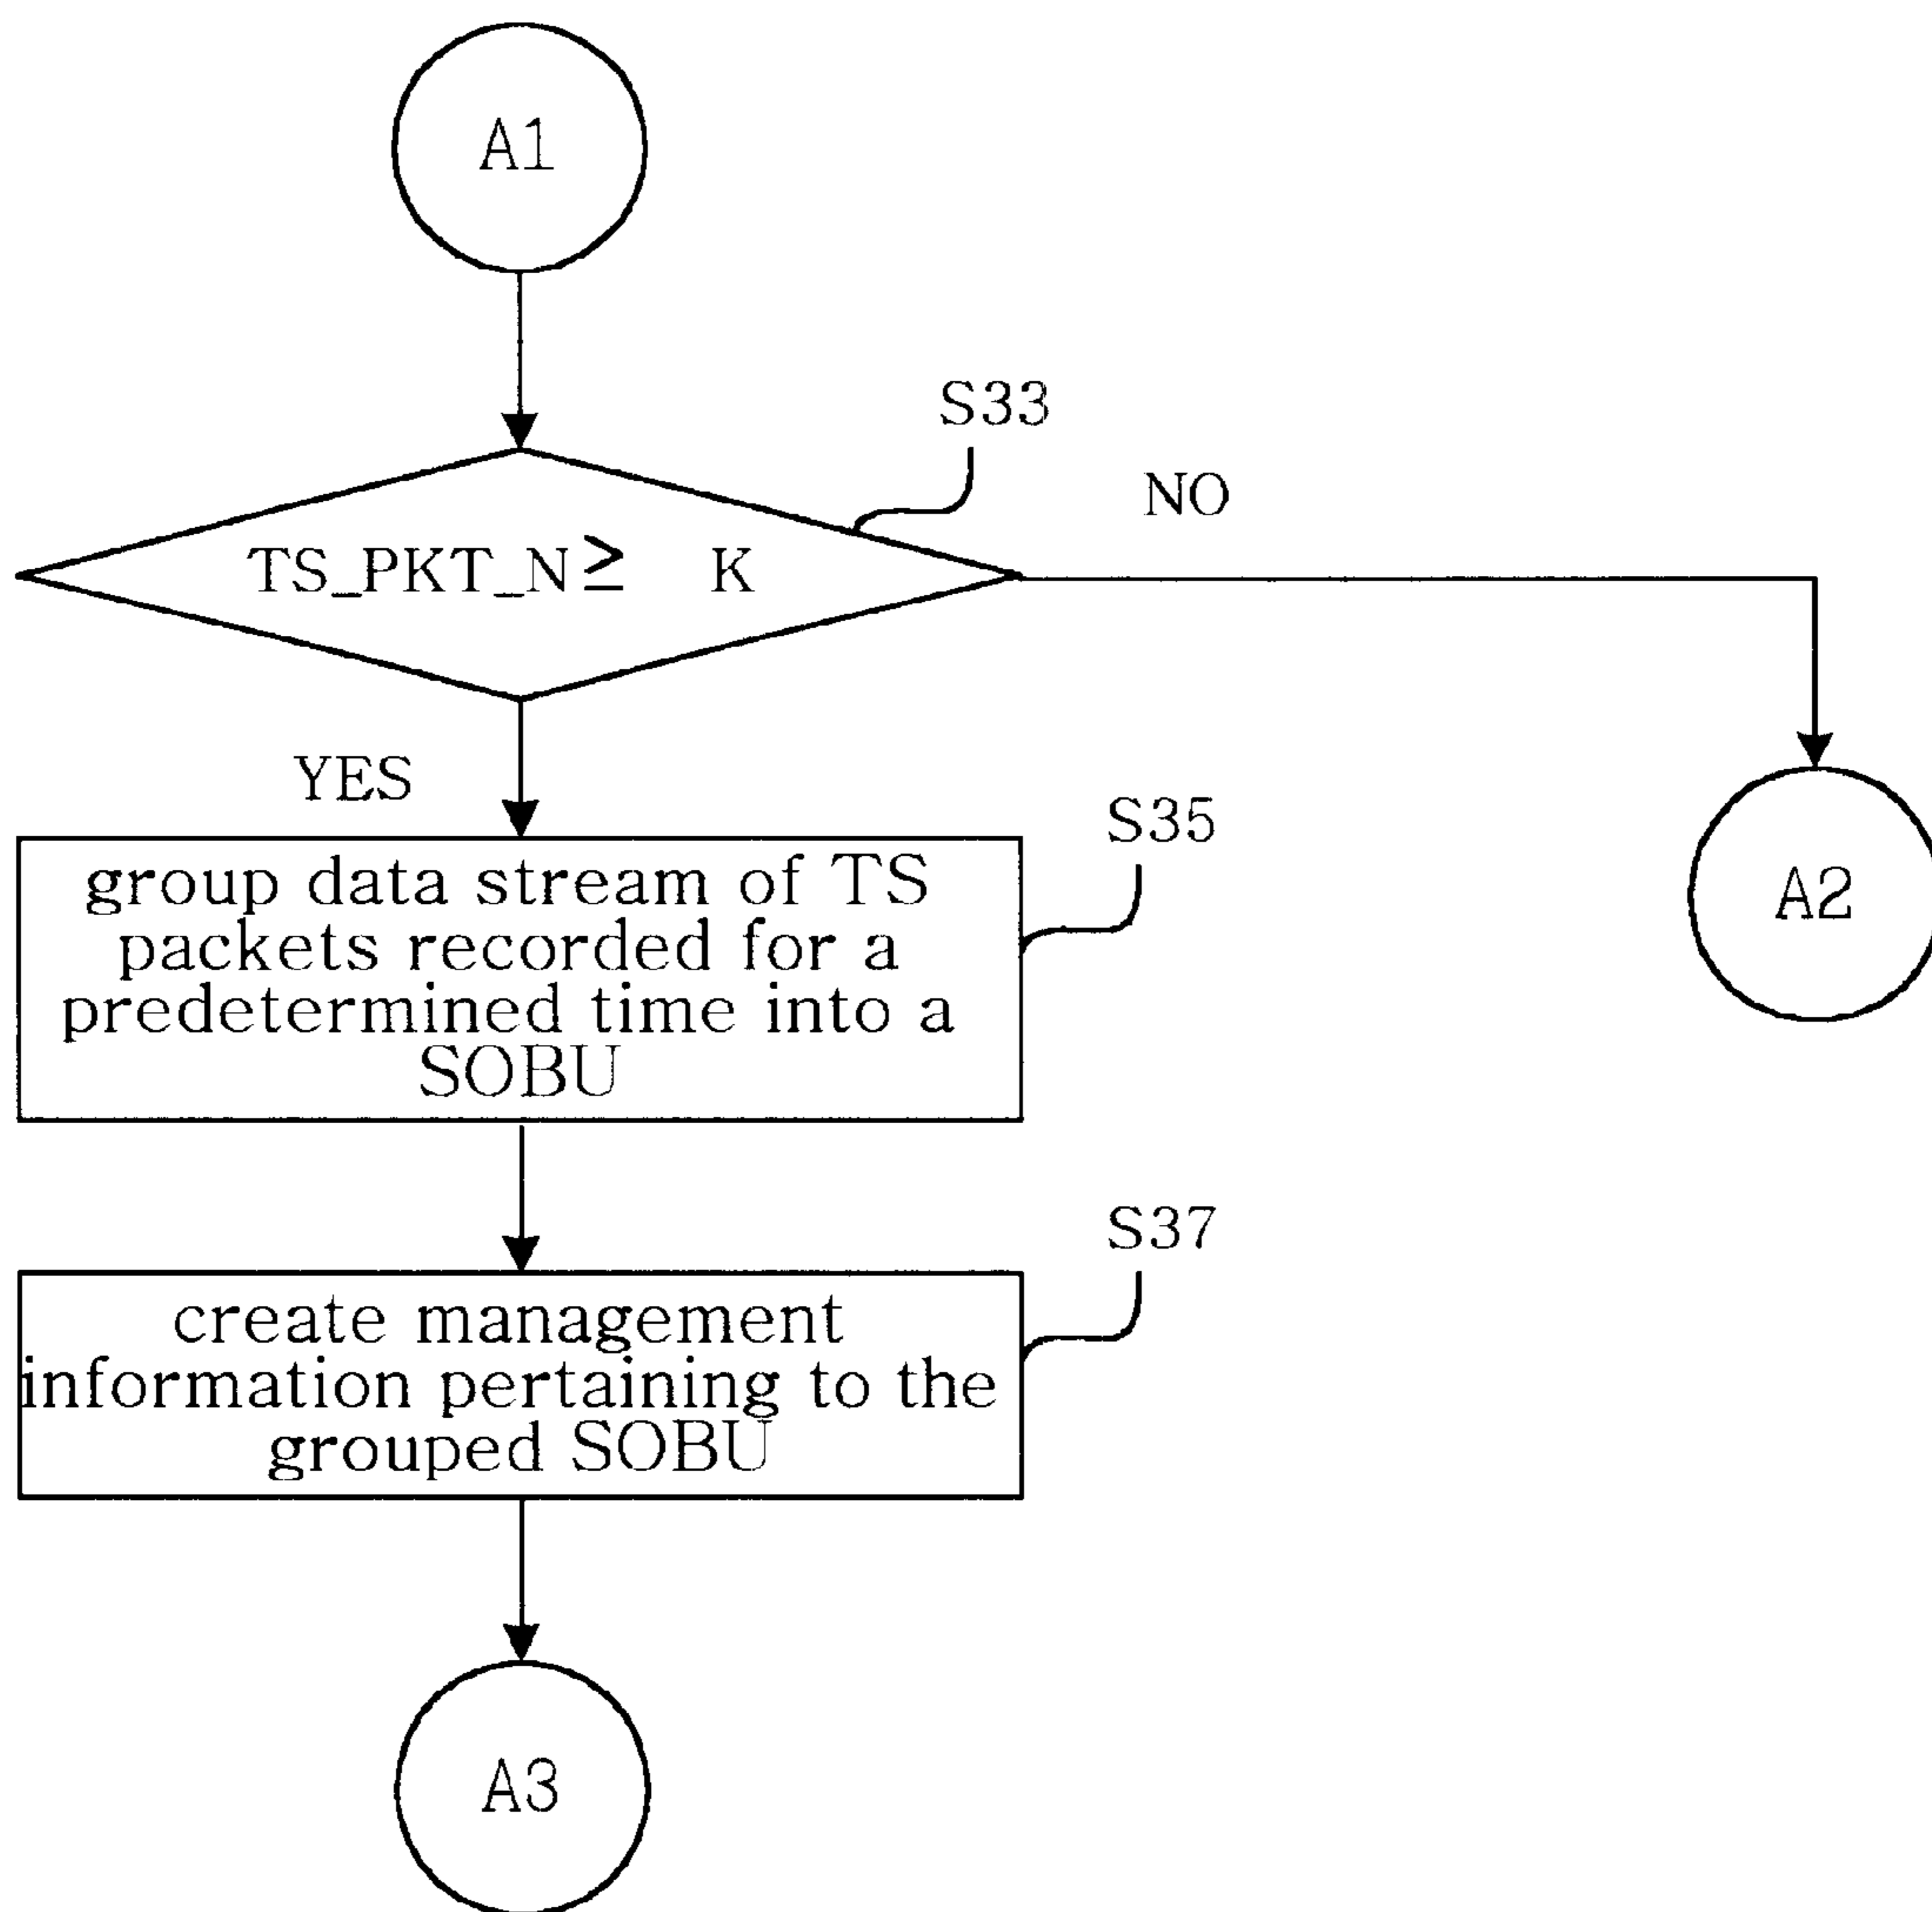 A1
S33
NO
TS_PKT_N ≥ K
YES
S35
group data stream of TS
packets recorded for a
predetermined time into a
SOBU
A2
S37
create management
information pertaining to the
grouped SOBU
A3